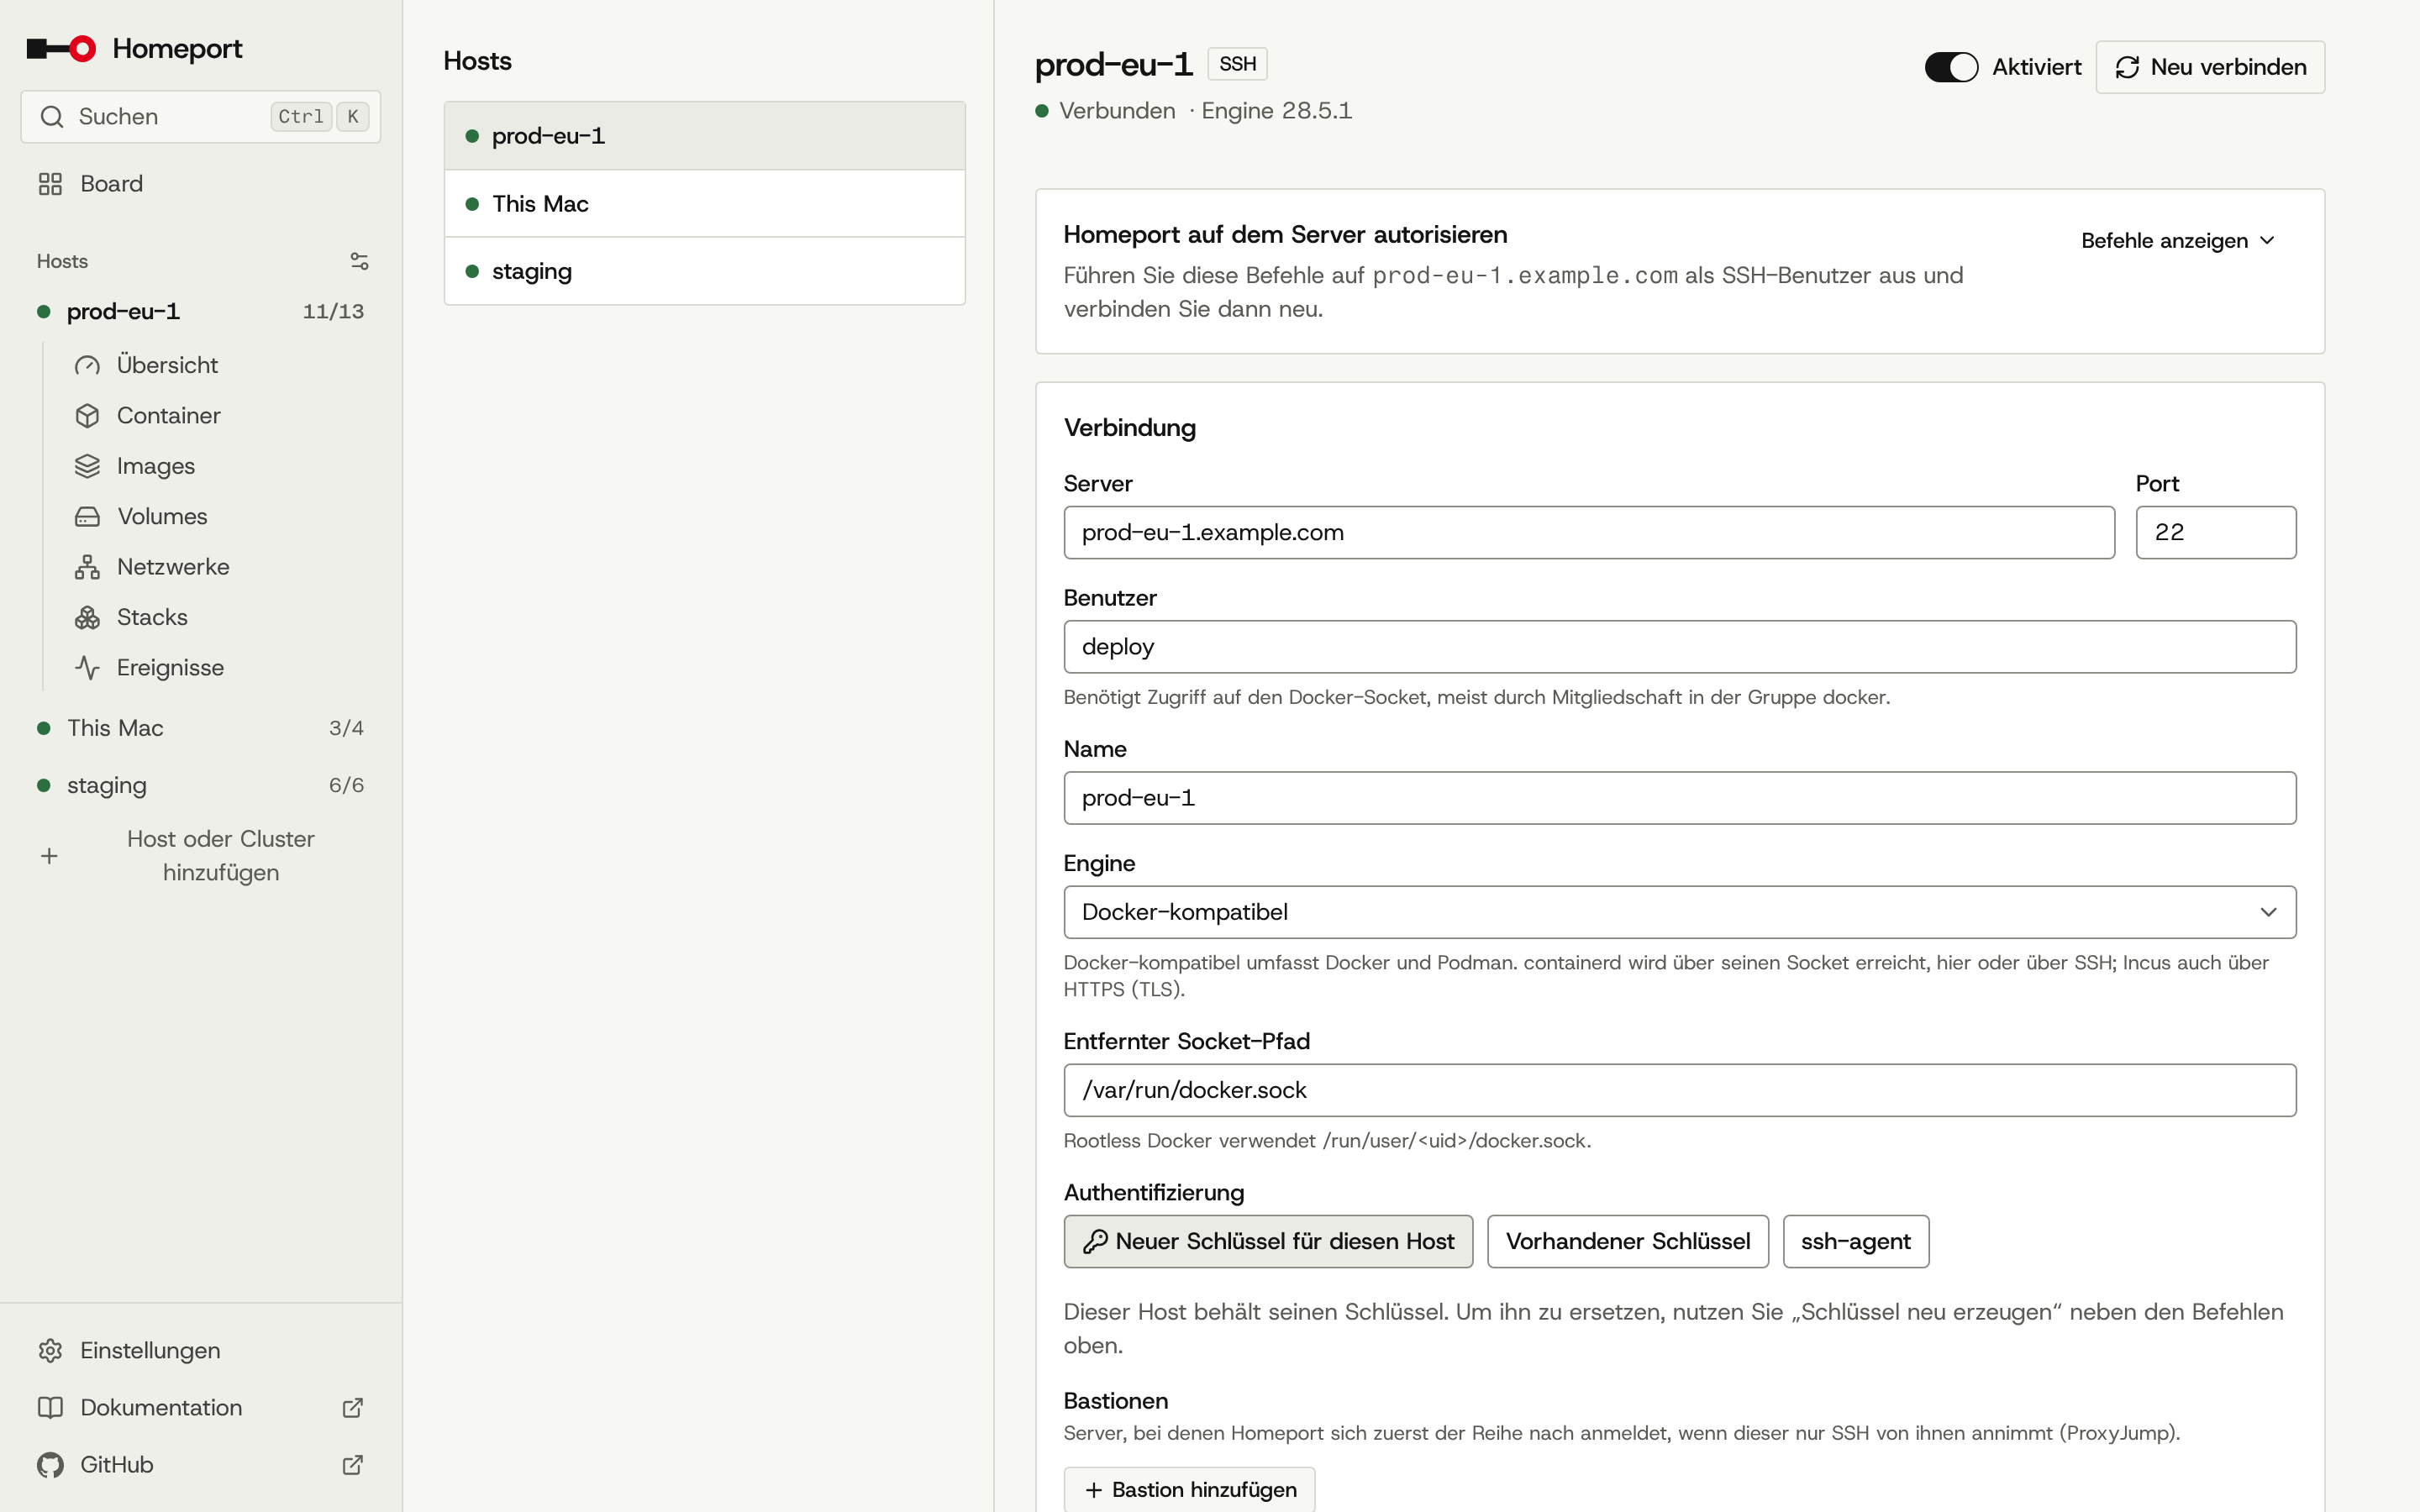 Homeport
Suchen
Ctrl K
Board
Hosts
prod-eu-1 11/13
Übersicht
Container
Images
Volumes
Netzwerke
Stacks
Ereignisse
This Mac 3/4
staging 6/6
Host oder Cluster
hinzufügen
Einstellungen
Dokumentation
GitHub
Hosts
prod-eu-1
This Mac
staging
prod-eu-1 SSH
Verbunden · Engine 28.5.1
Aktiviert
Neu verbinden
Homeport auf dem Server autorisieren
Befehle anzeigen
Führen Sie diese Befehle auf prod-eu-1.example.com als SSH-Benutzer aus und
verbinden Sie dann neu.
Verbindung
Server
prod-eu-1.example.com
Port
22
Benutzer
deploy
Benötigt Zugriff auf den Docker-Socket, meist durch Mitgliedschaft in der Gruppe docker.
Name
prod-eu-1
Engine
Docker-kompatibel
Docker-kompatibel umfasst Docker und Podman. containerd wird über seinen Socket erreicht, hier oder über SSH; Incus auch über
HTTPS (TLS).
Entfernter Socket-Pfad
/var/run/docker.sock
Rootless Docker verwendet /run/user/<uid>/docker.sock.
Authentifizierung
Neuer Schlüssel für diesen Host
Vorhandener Schlüssel
ssh-agent
Dieser Host behält seinen Schlüssel. Um ihn zu ersetzen, nutzen Sie „Schlüssel neu erzeugen“ neben den Befehlen
oben.
Bastionen
Server, bei denen Homeport sich zuerst der Reihe nach anmeldet, wenn dieser nur SSH von ihnen annimmt (ProxyJump).
Bastion hinzufügen